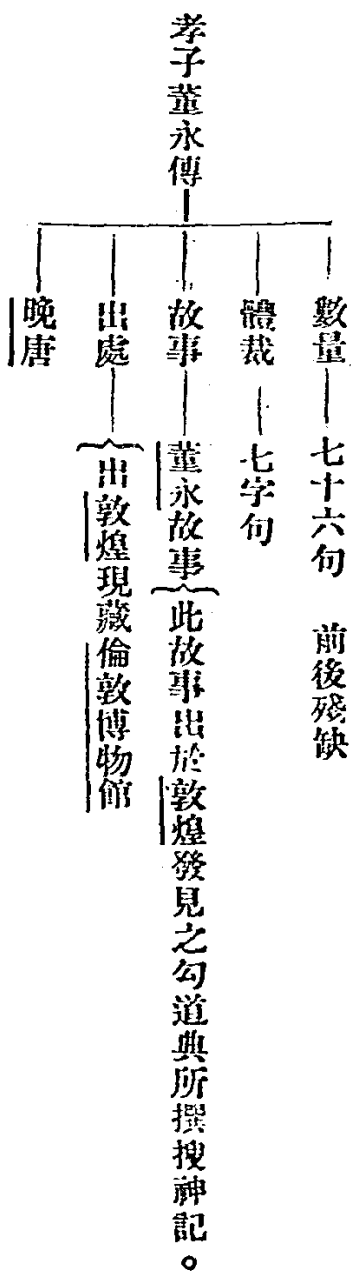 孝子董永傳
數量 七十六句 前後殘缺
體裁 七字句
故事 董永故事 此故事出於敦煌發見之勾道典所撰搜神記。
出處 出敦煌現藏倫敦博物館
晚唐